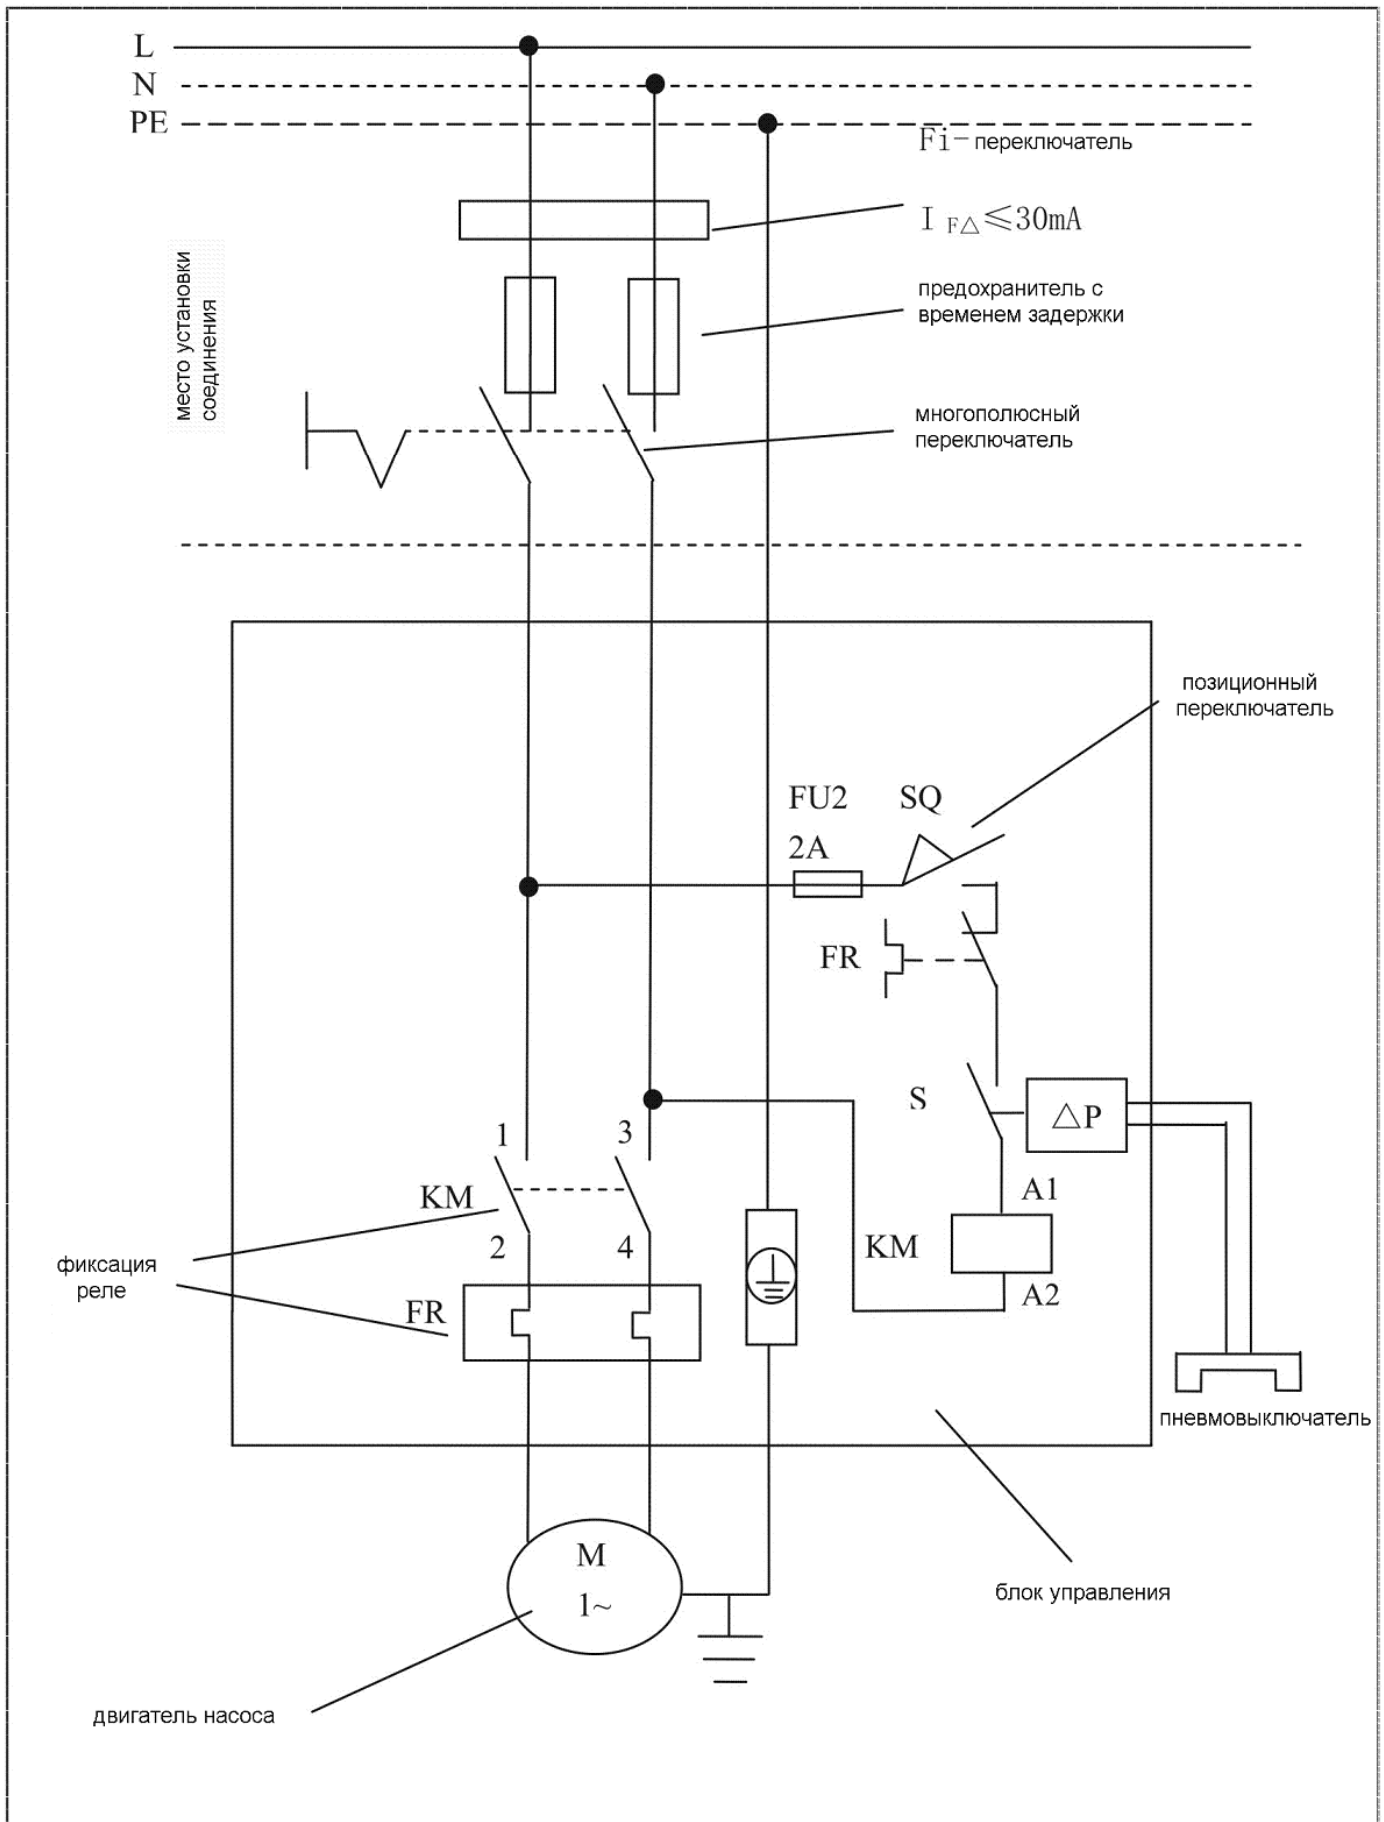 L
N
PE
Fi-переключатель
I F△≤30mA
место установки
соединения
предохранитель с
временем задержки
многополюсный
переключатель
позиционный
переключатель
FU2
SQ
2A
FR
S
△P
1
3
KM
2
4
A1
KM
A2
фиксация
реле
FR
пневмовыключатель
M
1~
блок управления
двигатель насоса